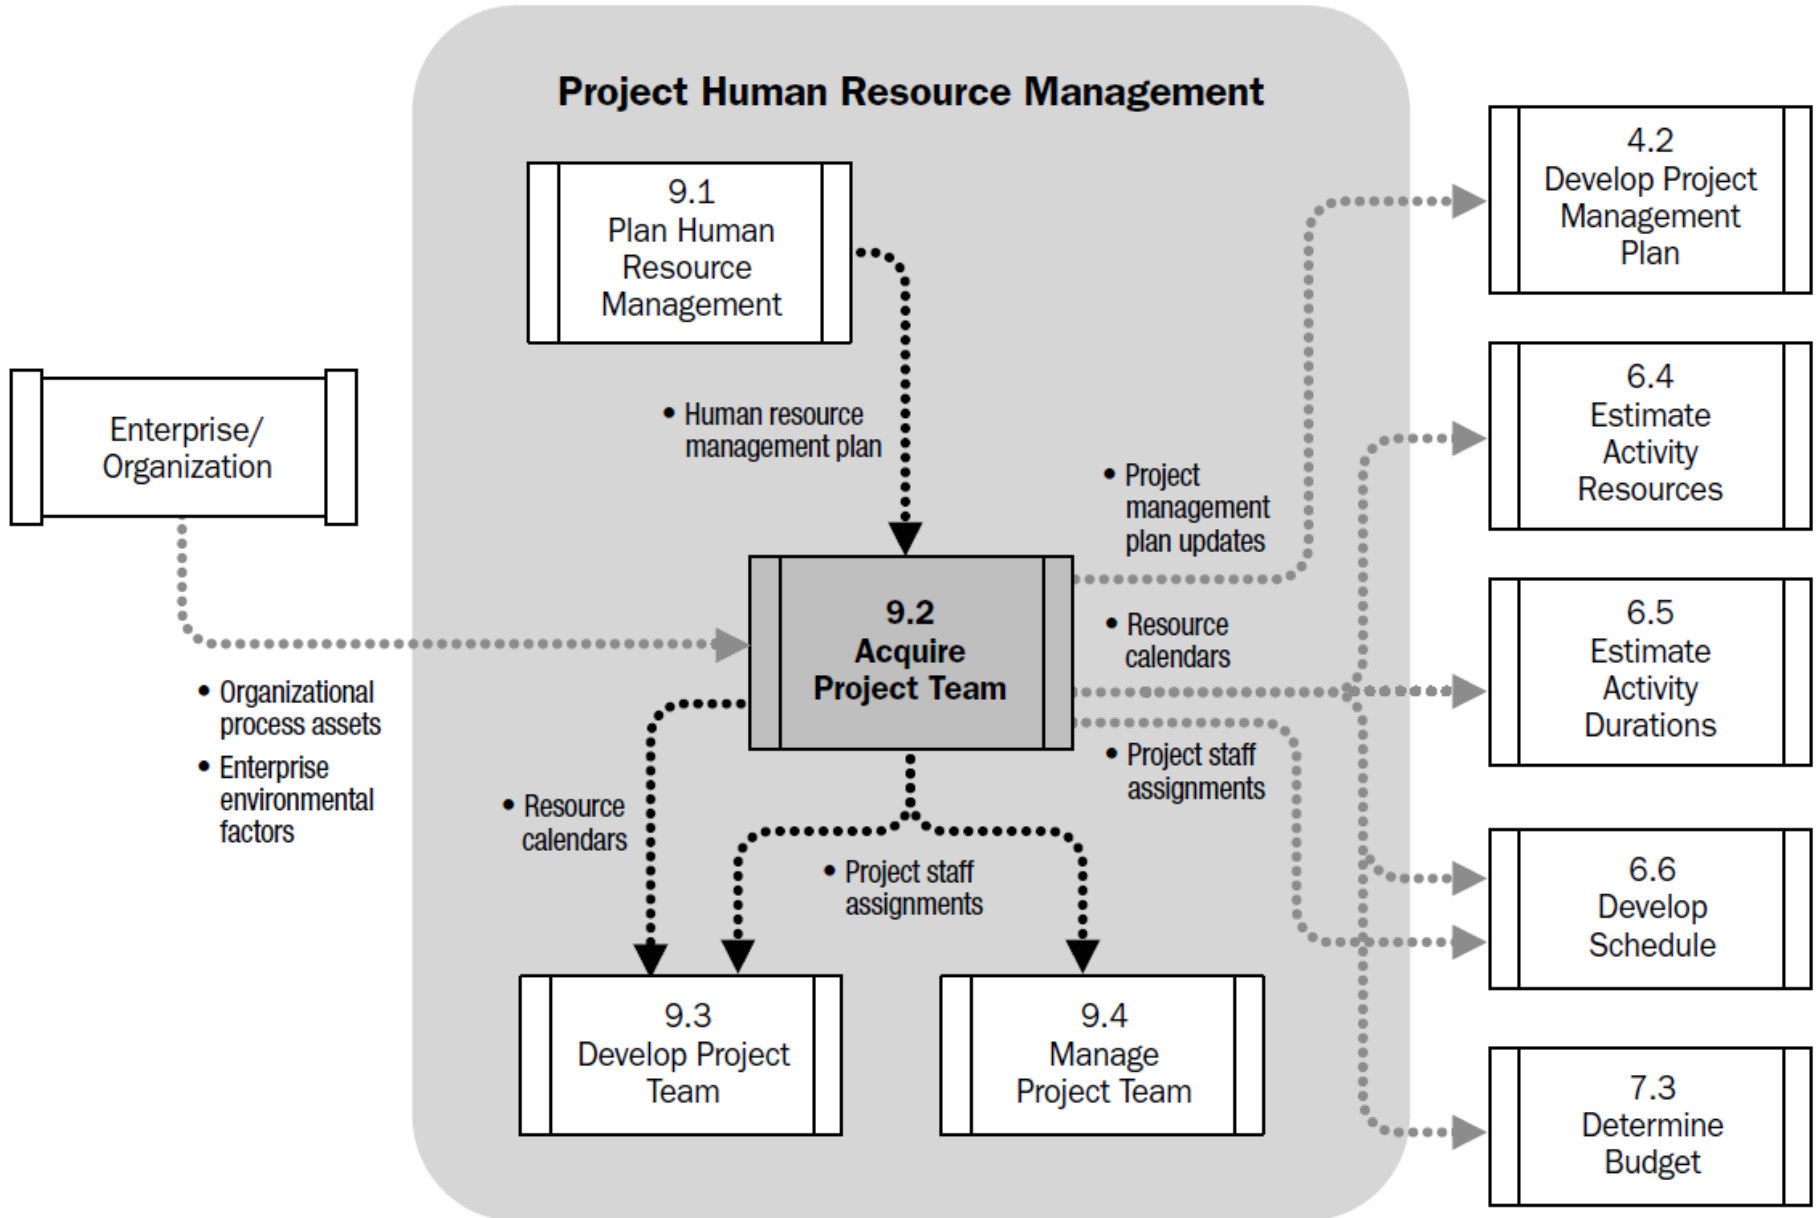 Project Human Resource Management
9.1
Plan Human
Resource
Management
4.2
Develop Project
Management
Plan
Enterprise/
Organization
• Human resource
management plan
6.4
Estimate
Activity
Resources
• Project
management
plan updates
9.2
Acquire
Project Team
• Resource
calendars
6.5
Estimate
Activity
Durations
• Organizational
process assets
• Enterprise
environmental
factors
• Project staff
assignments
• Resource
calendars
• Project staff
assignments
6.6
Develop
Schedule
9.3
Develop Project
Team
9.4
Manage
Project Team
7.3
Determine
Budget